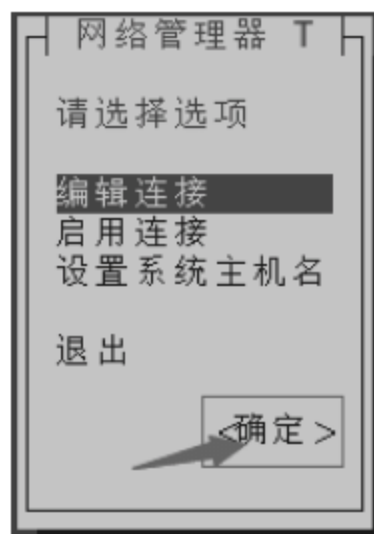 网络管理器 T
请选择选项
编辑连接
启用连接
设置系统主机名
退出
<确定>